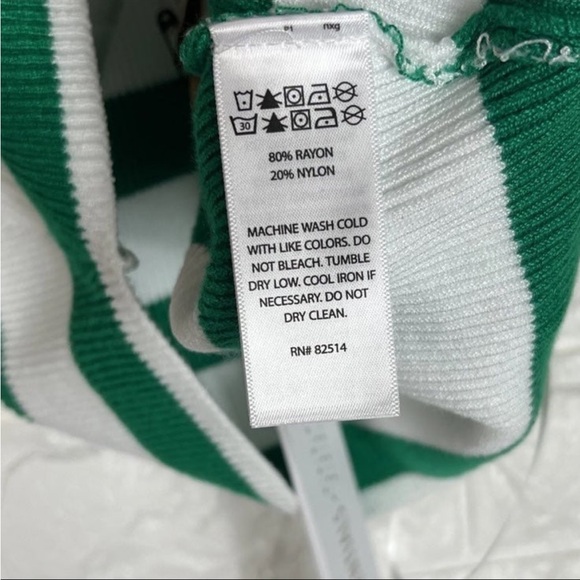 30
80% RAYON
20% NYLON
MACHINE WASH COLD
WITH LIKE COLORS. DO
NOT BLEACH. TUMBLE
DRY LOW. COOL IRON IF
NECESSARY. DO NOT
DRY CLEAN.
RN# 82514